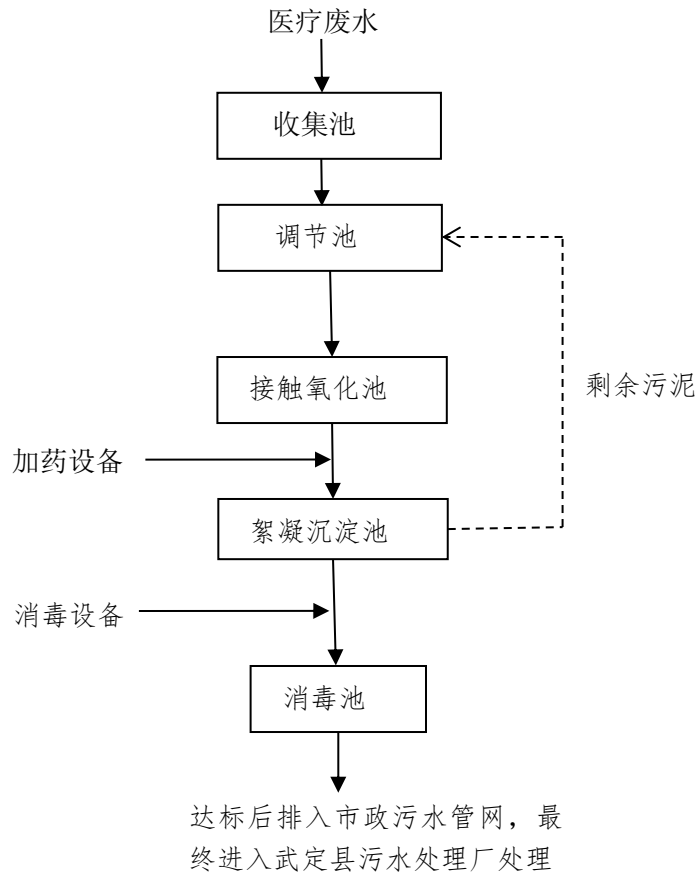 医疗废水
收集池
调节池
接触氧化池
剩余污泥
加药设备
絮凝沉淀池
消毒设备
消毒池
达标后排入市政污水管网，最
终进入武定县污水处理厂处理